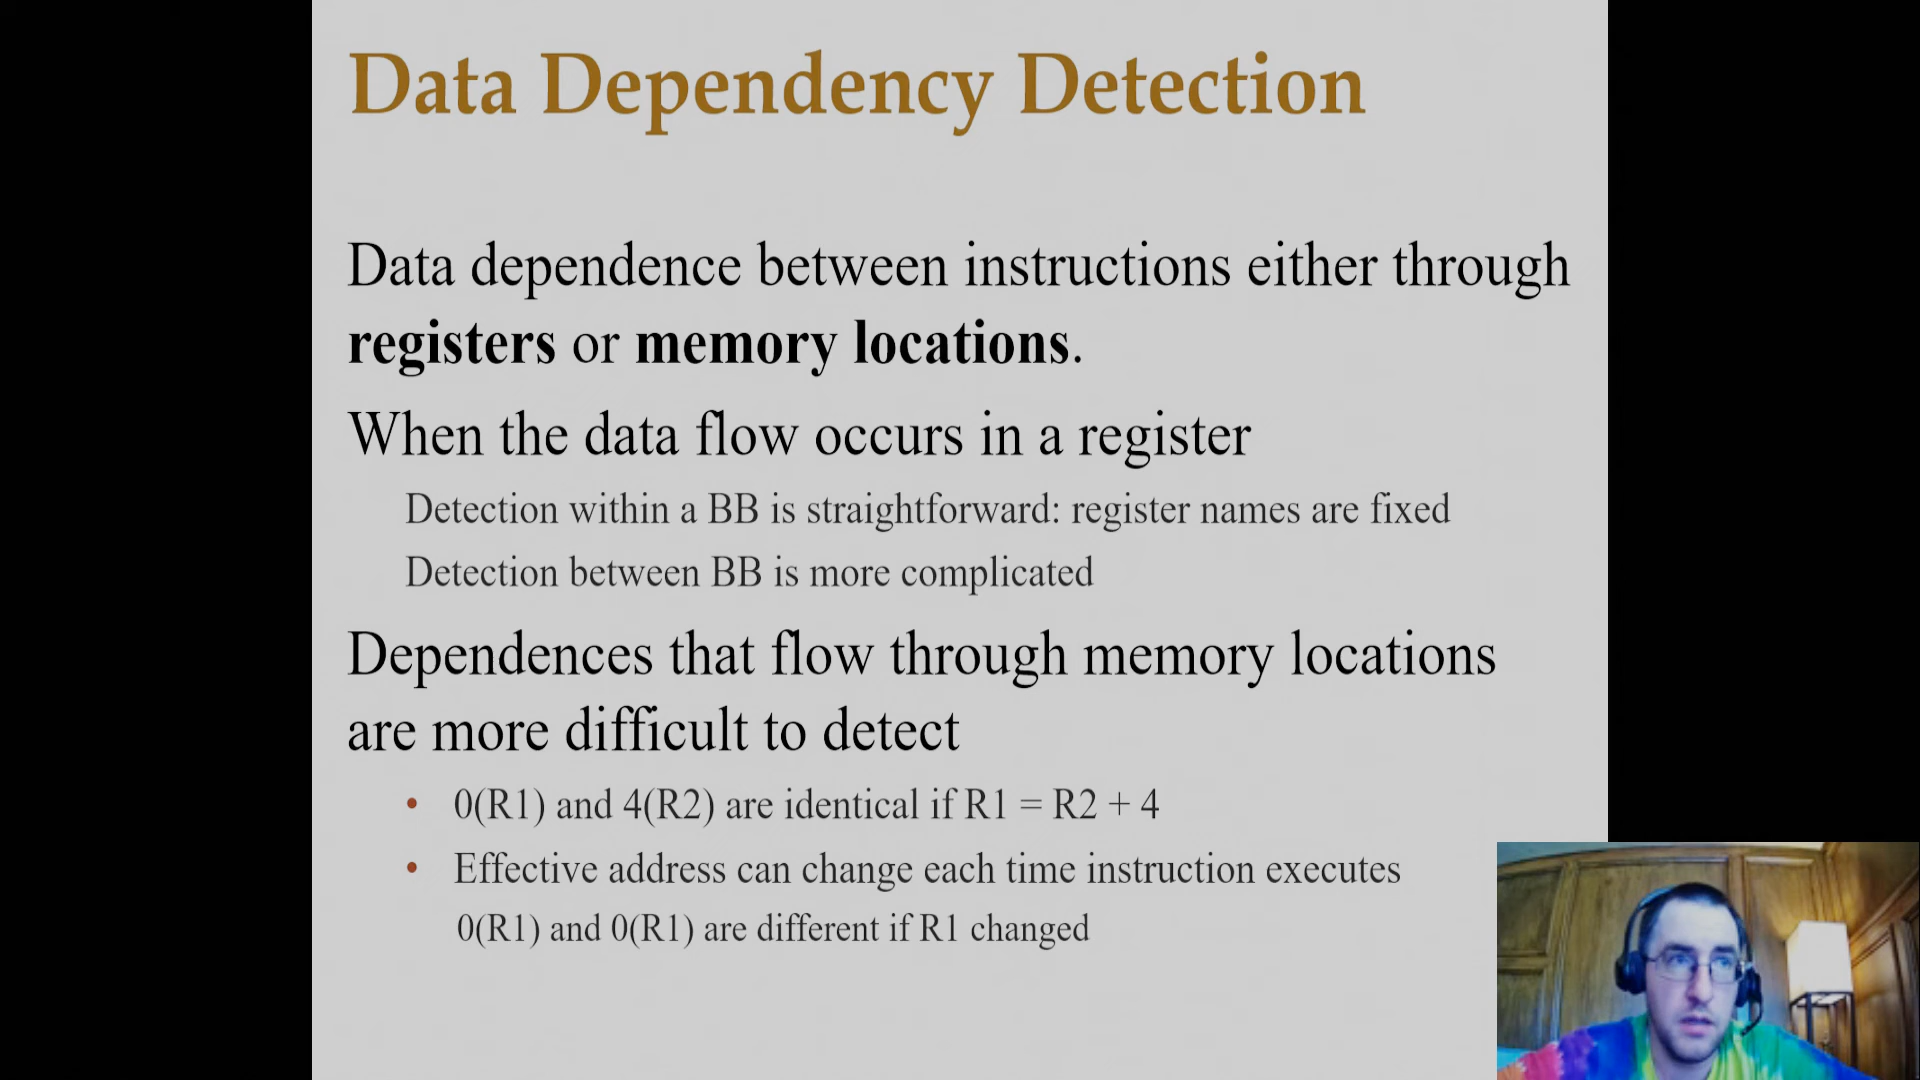 Data Dependency Detection
Data dependence between instructions either through
registers or memory locations.
When the data flow occurs in a register
Detection within a BB is straightforward: register names are fixed
Detection between BB is more complicated
Dependences that flow through memory locations
are more difficult to detect
• 0(R1) and 4(R2) are identical if R1 = R2 + 4
• Effective address can change each time instruction executes
0(R1) and 0(R1) are different if R1 changed